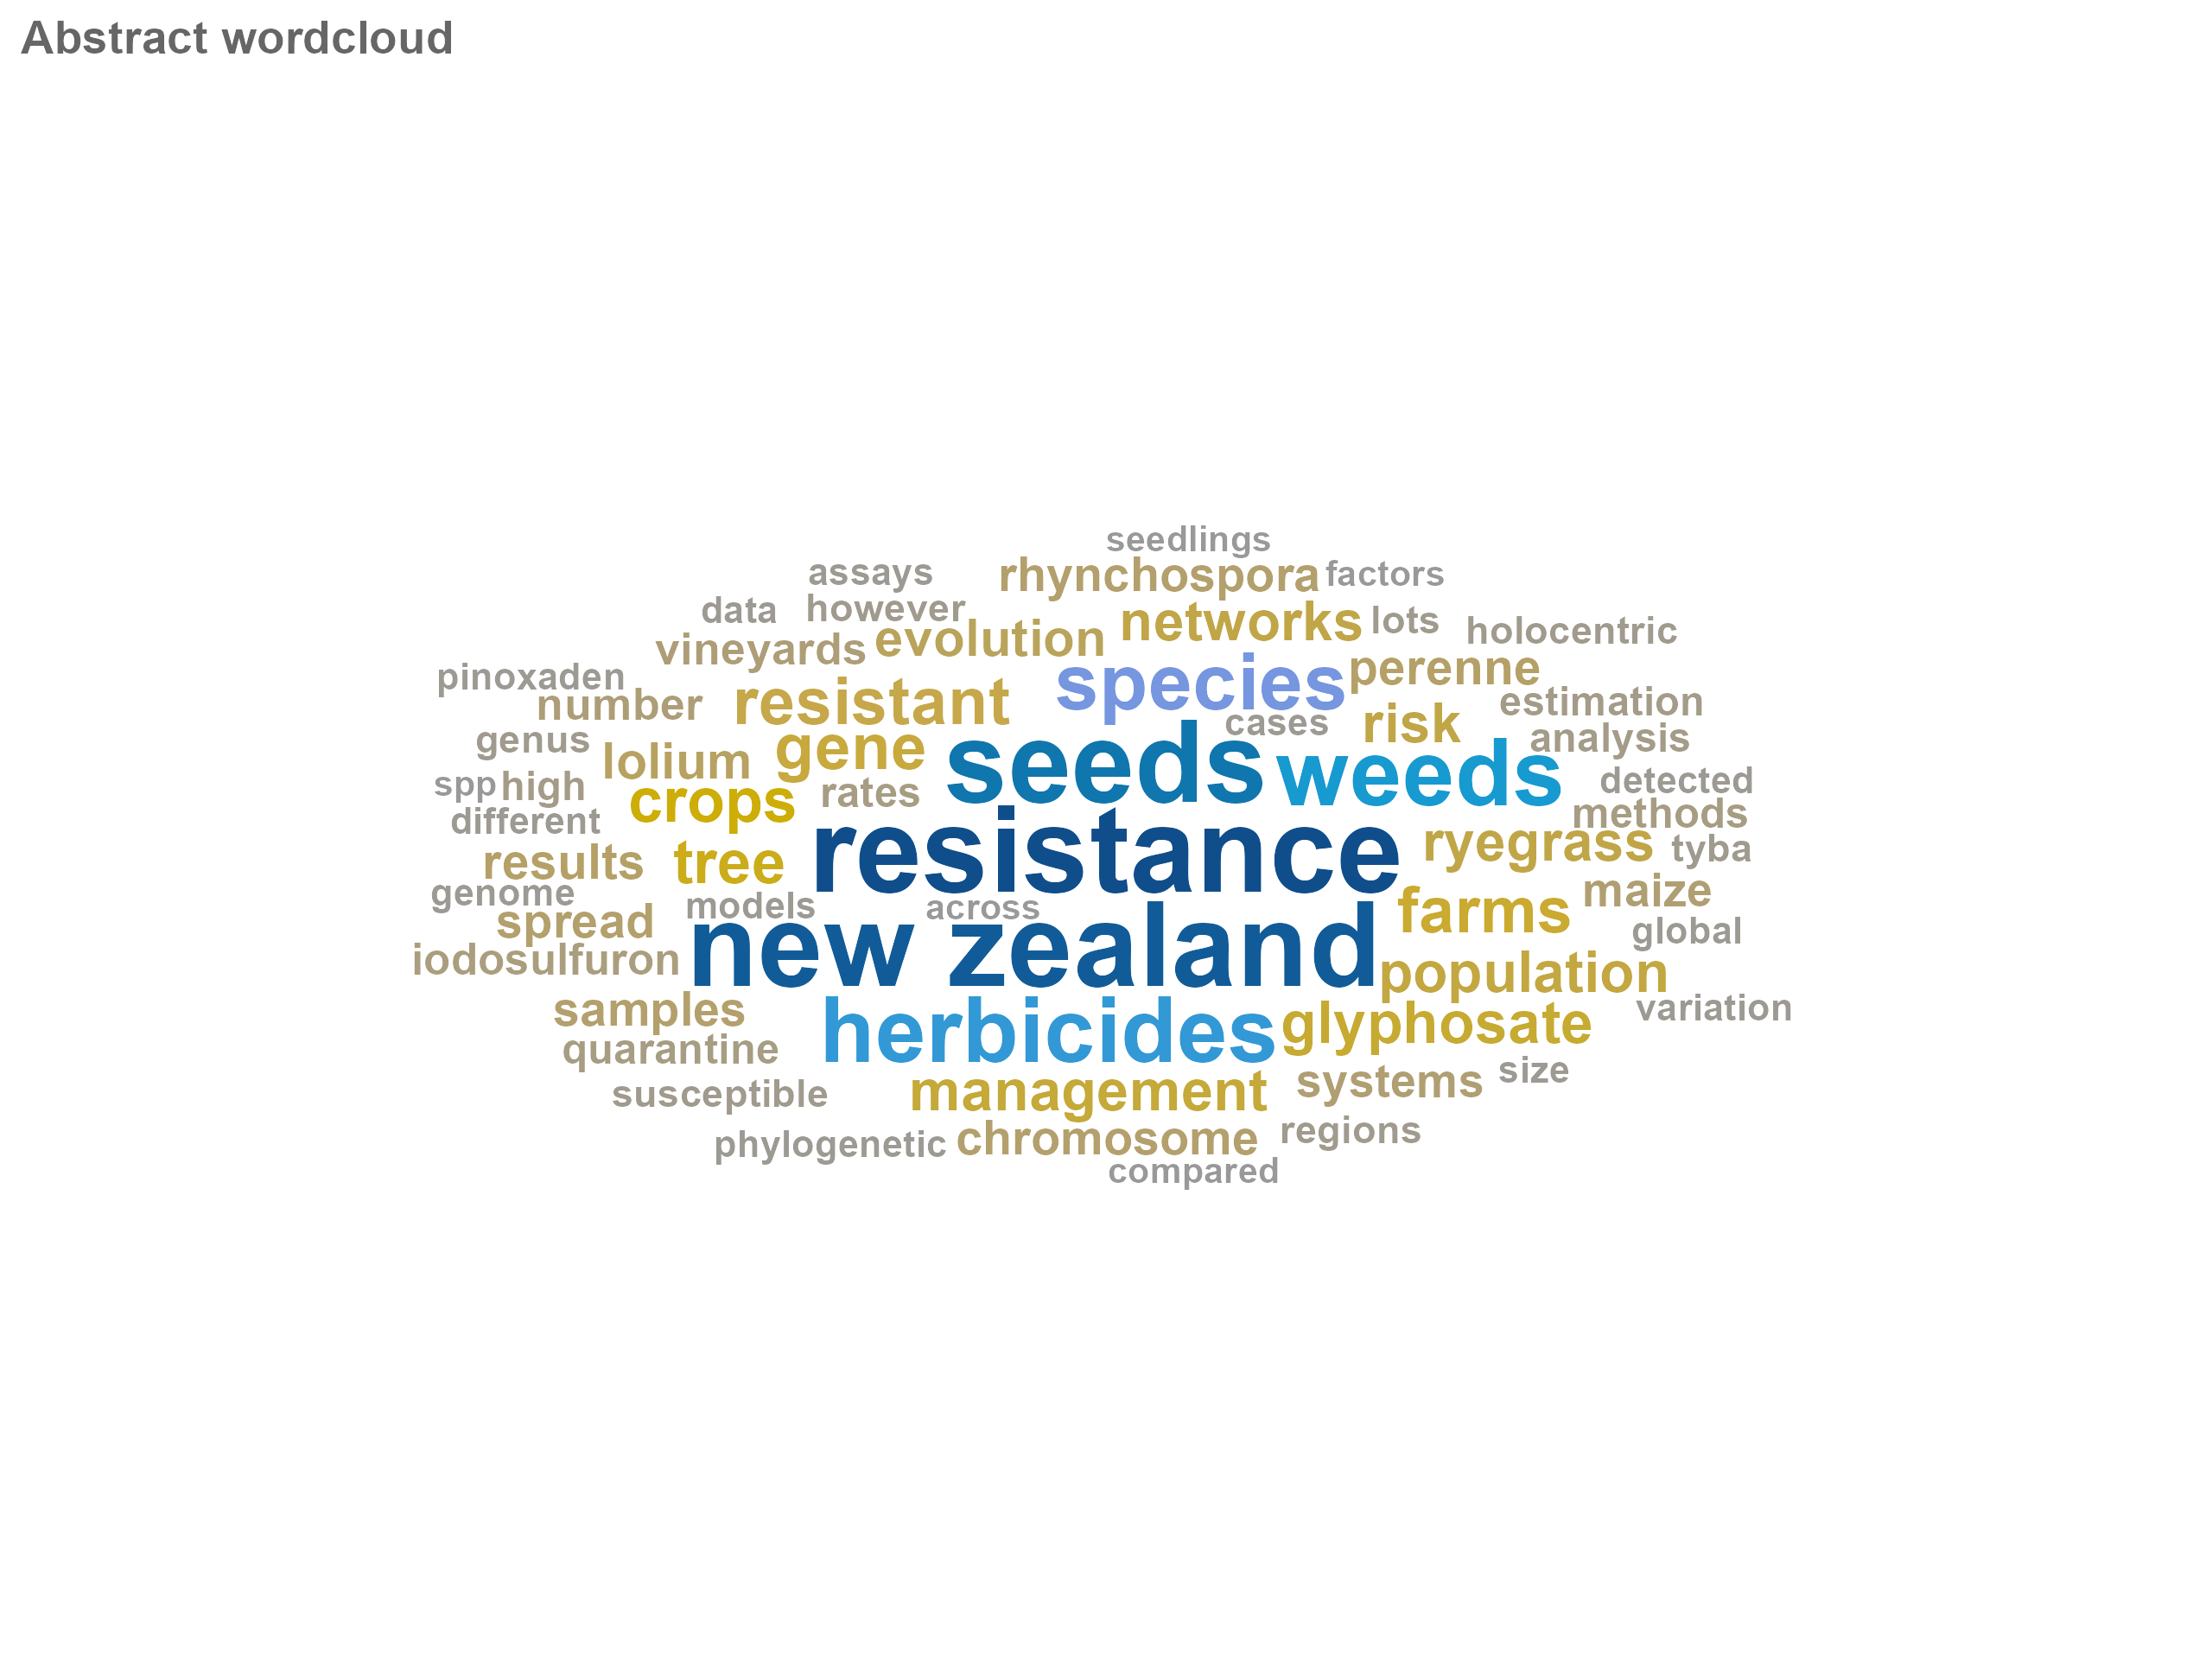 Abstract wordcloud
seedlings
assays rhynchospora factors
data however networks lots holocentric
vineyards evolution
pinoxaden species perenne
number resistant cases risk estimation
genus lolium gene seeds weeds analysis
spp high rates detected
different crops methods
results tree resistance ryegrass tyba
genome models across farms maize
spread new zealand global
iodosulfuron population
samples herbicides glyphosate variation
quarantine
susceptible management systems size
phylogenetic chromosome regions
compared